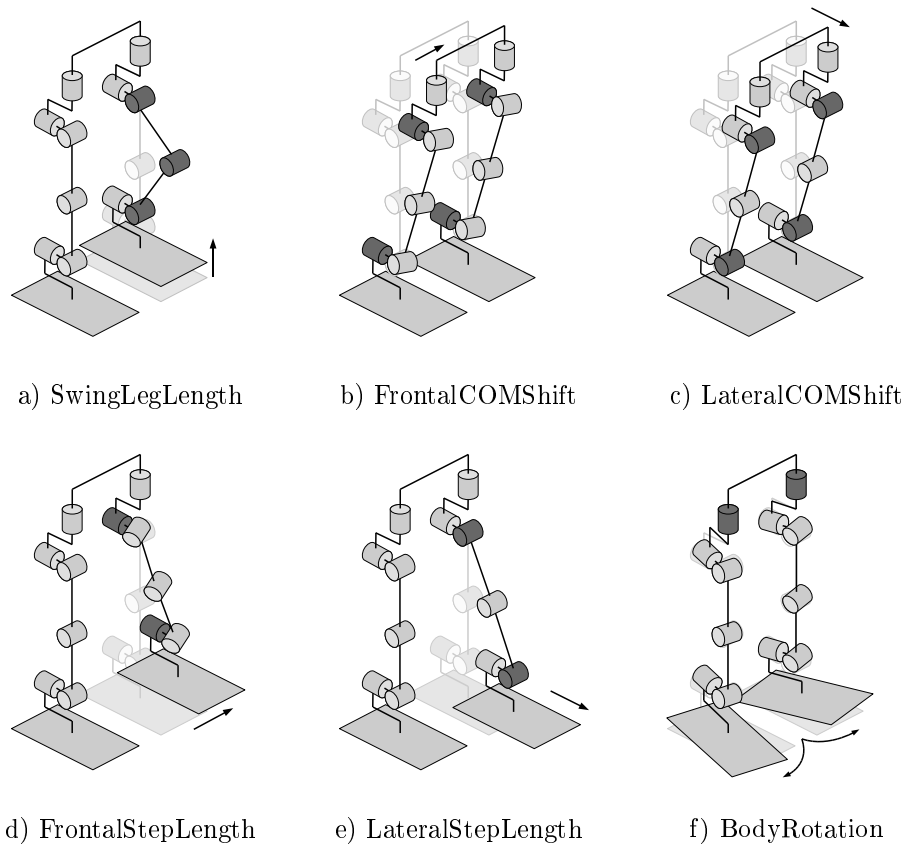 a) SwingLegLength
b) FrontalCOMShift
c) LateralCOMShift
d) FrontalStepLength
e) LateralStepLength
f) BodyRotation